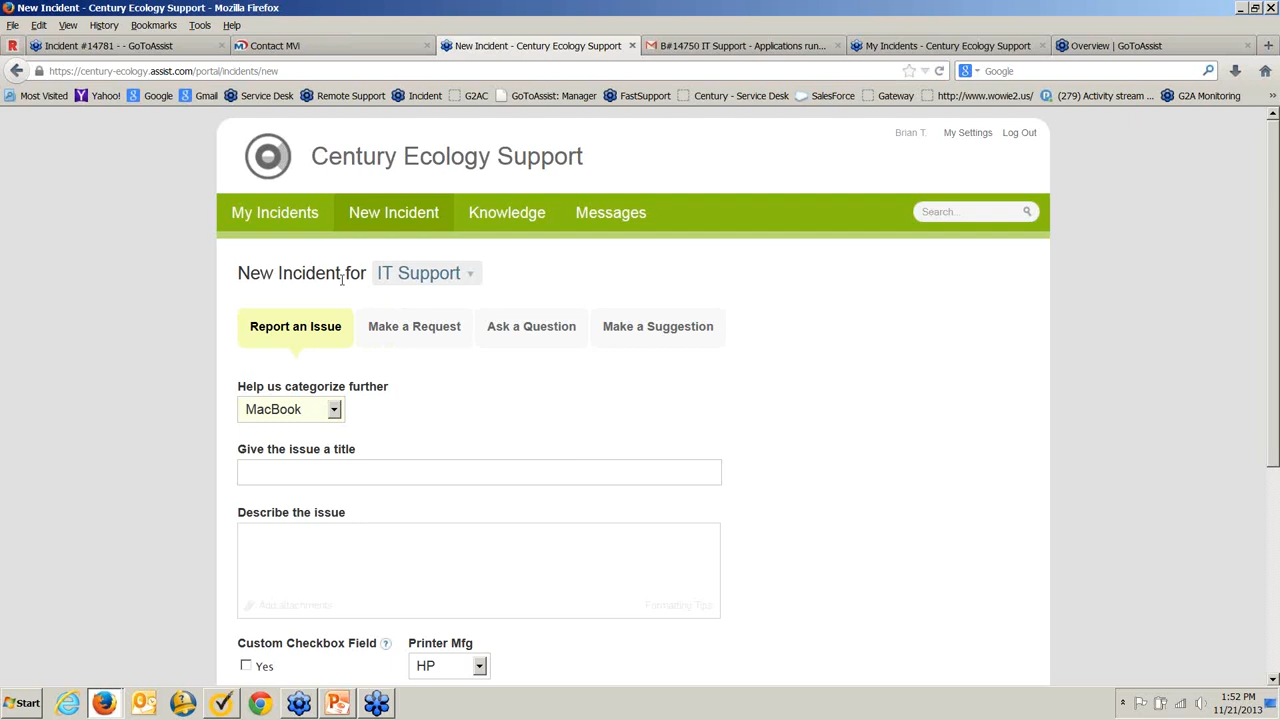 New Incident - Century Ecology Support - Mozilla Firefox
File Edit View History Bookmarks Tools Help
R Incident #14781 - - GoToAssist × Contact MVi × New Incident - Century Ecology Support × B#14750 IT Support - Applications run... × My Incidents - Century Ecology Support × Overview | GoToAssist ×
https://century-ecology.assist.com/portal/incidents/new
Google
Most Visited Yahoo! Google Gmail Service Desk Remote Support Incident G2AC GoToAssist: Manager FastSupport Century - Service Desk SalesForce Gateway http://www.wowie2.us/ (279) Activity stream ... G2A Monitoring »
Brian T. My Settings Log Out
Century Ecology Support
My Incidents New Incident Knowledge Messages Search...
New Incident for IT Support
Report an Issue Make a Request Ask a Question Make a Suggestion
Help us categorize further
MacBook
Give the issue a title
Describe the issue
Add attachments Formatting Tips
Custom Checkbox Field ? Printer Mfg
Yes HP
Start 1:52 PM
11/21/2013